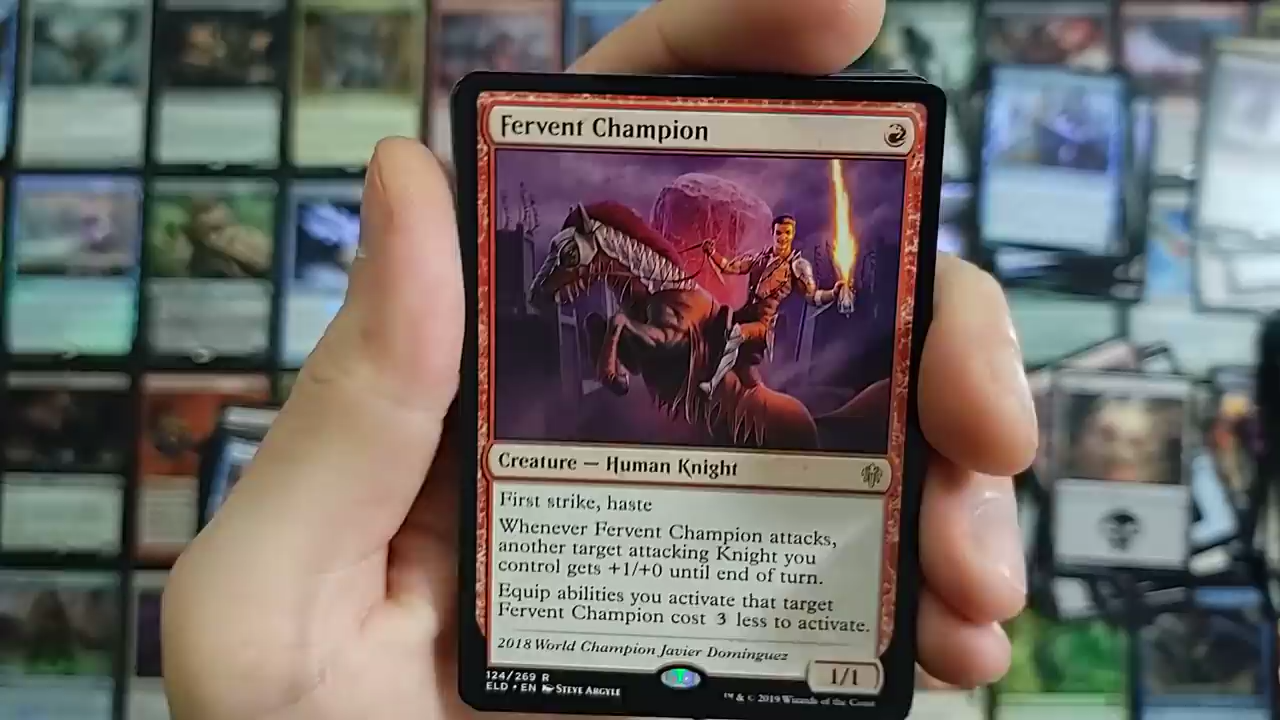 Fervent Champion
Creature — Human Knight
First strike, haste
Whenever Fervent Champion attacks,
another target attacking Knight you
control gets +1/+0 until end of turn.
Equip abilities you activate that target
Fervent Champion cost 3 less to activate.
2018 World Champion Javier Dominguez
1/1
124/269 R
ELD • EN Steve Argyle
™ & © 2019 Wizards of the Coast